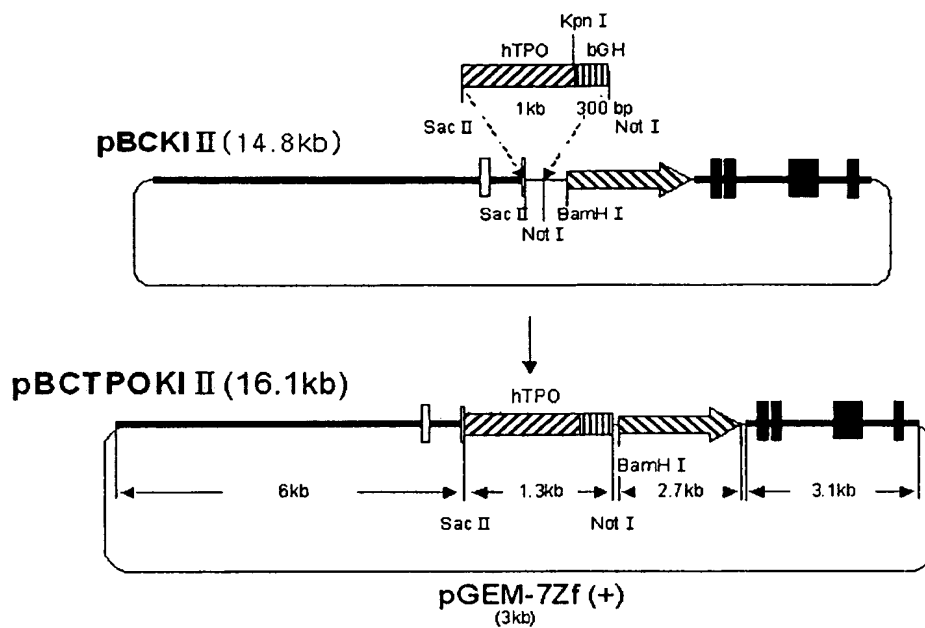 Kpn I
hTPO bGH
1kb 300 bp
Sac II Not I
pBCKI II (14.8kb)
Sac II BamH I
Not I
pBCTPOKI II (16.1kb)
hTPO
BamH I
6kb 1.3kb 2.7kb 3.1kb
Sac II Not I
pGEM-7Zf (+)
(3kb)